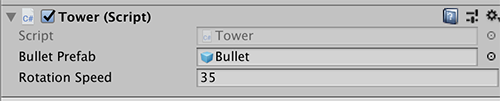 C# Tower (Script)
Script C# Tower
Bullet Prefab Bullet
Rotation Speed 35